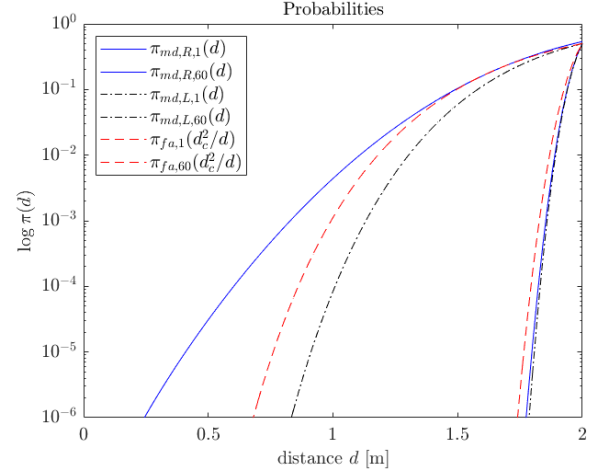 Probabilities
10^0
10^-1
10^-2
10^-3
10^-4
10^-5
10^-6
log π(d)
π_{md,R,1}(d)
π_{md,R,60}(d)
π_{md,L,1}(d)
π_{md,L,60}(d)
π_{fa,1}(d_c^2/d)
π_{fa,60}(d_c^2/d)
0 0.5 1 1.5 2
distance d [m]